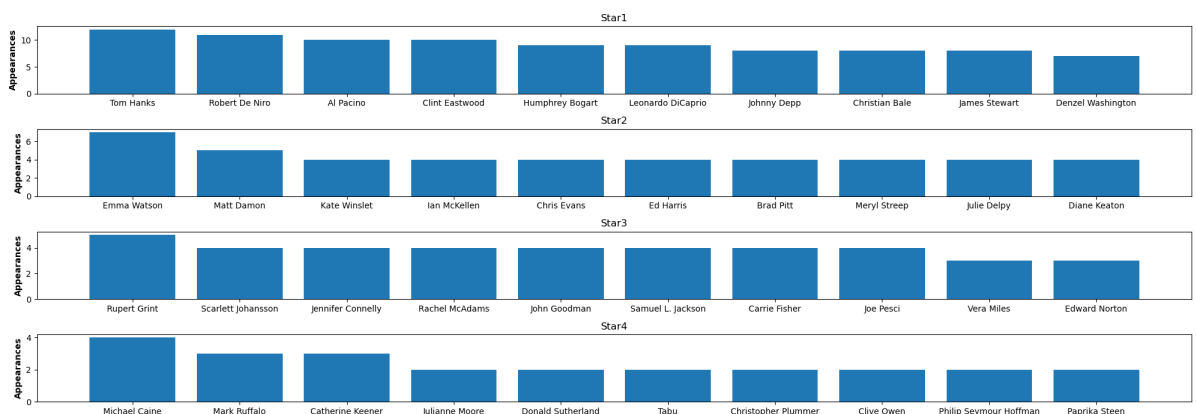 Star1
Appearances
10
5
0
Tom Hanks Robert De Niro Al Pacino Clint Eastwood Humphrey Bogart Leonardo DiCaprio Johnny Depp Christian Bale James Stewart Denzel Washington
Star2
Appearances
6
4
2
0
Emma Watson Matt Damon Kate Winslet Ian McKellen Chris Evans Ed Harris Brad Pitt Meryl Streep Julie Delpy Diane Keaton
Star3
Appearances
4
2
0
Rupert Grint Scarlett Johansson Jennifer Connelly Rachel McAdams John Goodman Samuel L. Jackson Carrie Fisher Joe Pesci Vera Miles Edward Norton
Star4
Appearances
4
2
0
Michael Caine Mark Ruffalo Catherine Keener Julianne Moore Donald Sutherland Tabu Christopher Plummer Clive Owen Philip Seymour Hoffman Paprika Steen